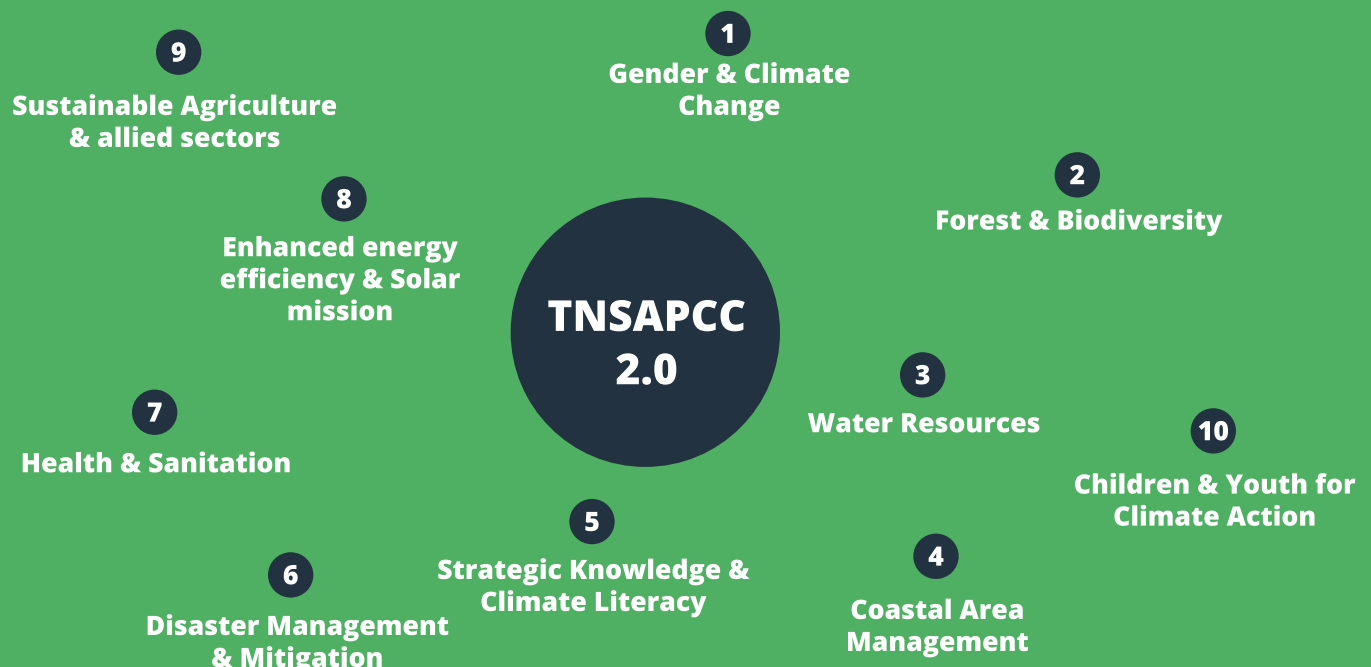 1
Gender & Climate
Change
2
Forest & Biodiversity
3
Water Resources
4
Coastal Area
Management
5
Strategic Knowledge &
Climate Literacy
6
Disaster Management
& Mitigation
7
Health & Sanitation
8
Enhanced energy
efficiency & Solar
mission
9
Sustainable Agriculture
& allied sectors
10
Children & Youth for
Climate Action
TNSAPCC
2.0